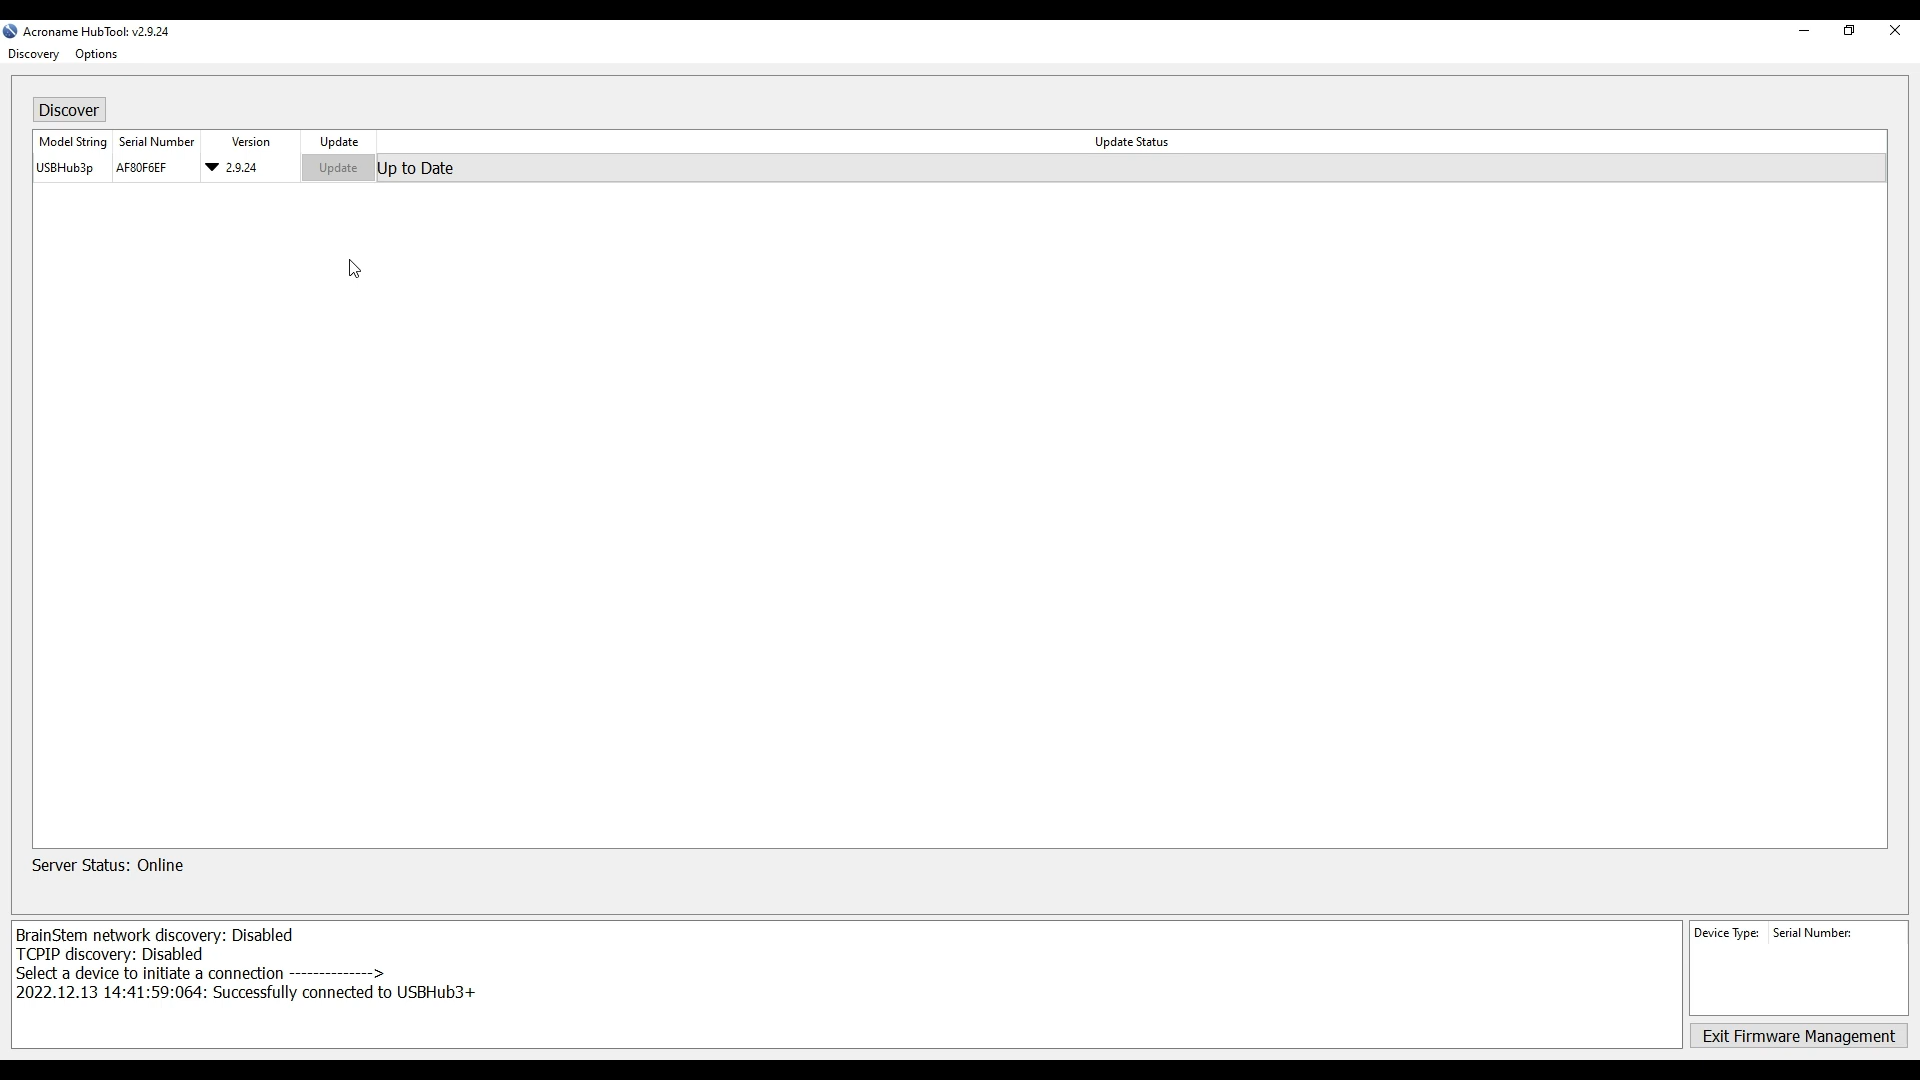 Acroname HubTool: v2.9.24
Discovery Options
Discover
Model String Serial Number Version Update Update Status
USBHub3p AF80F6EF 2.9.24 Update Up to Date
Server Status: Online
BrainStem network discovery: Disabled
TCPIP discovery: Disabled
Select a device to initiate a connection -------------->
2022.12.13 14:41:59:064: Successfully connected to USBHub3+
Device Type: Serial Number:
Exit Firmware Management